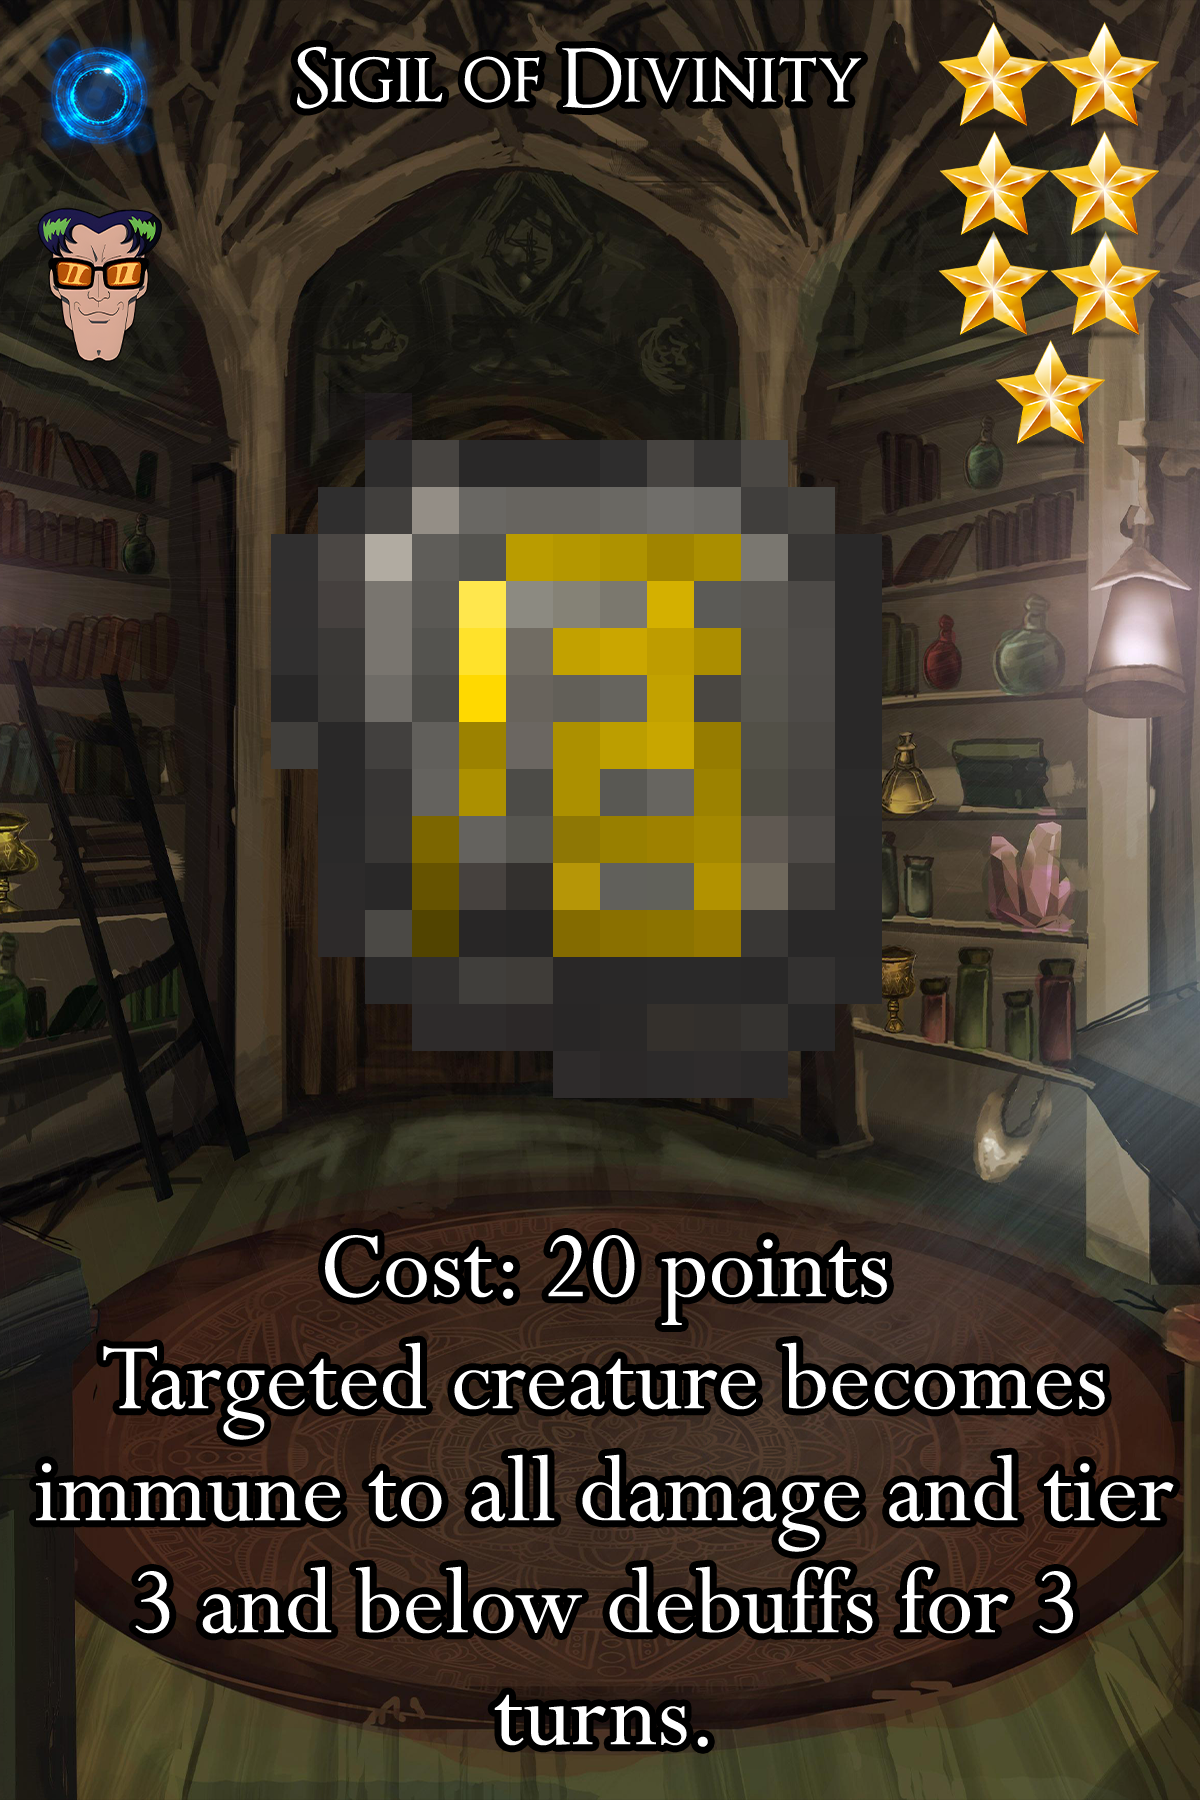 Sigil of Divinity
Cost: 20 points
Targeted creature becomes
immune to all damage and tier
3 and below debuffs for 3
turns.